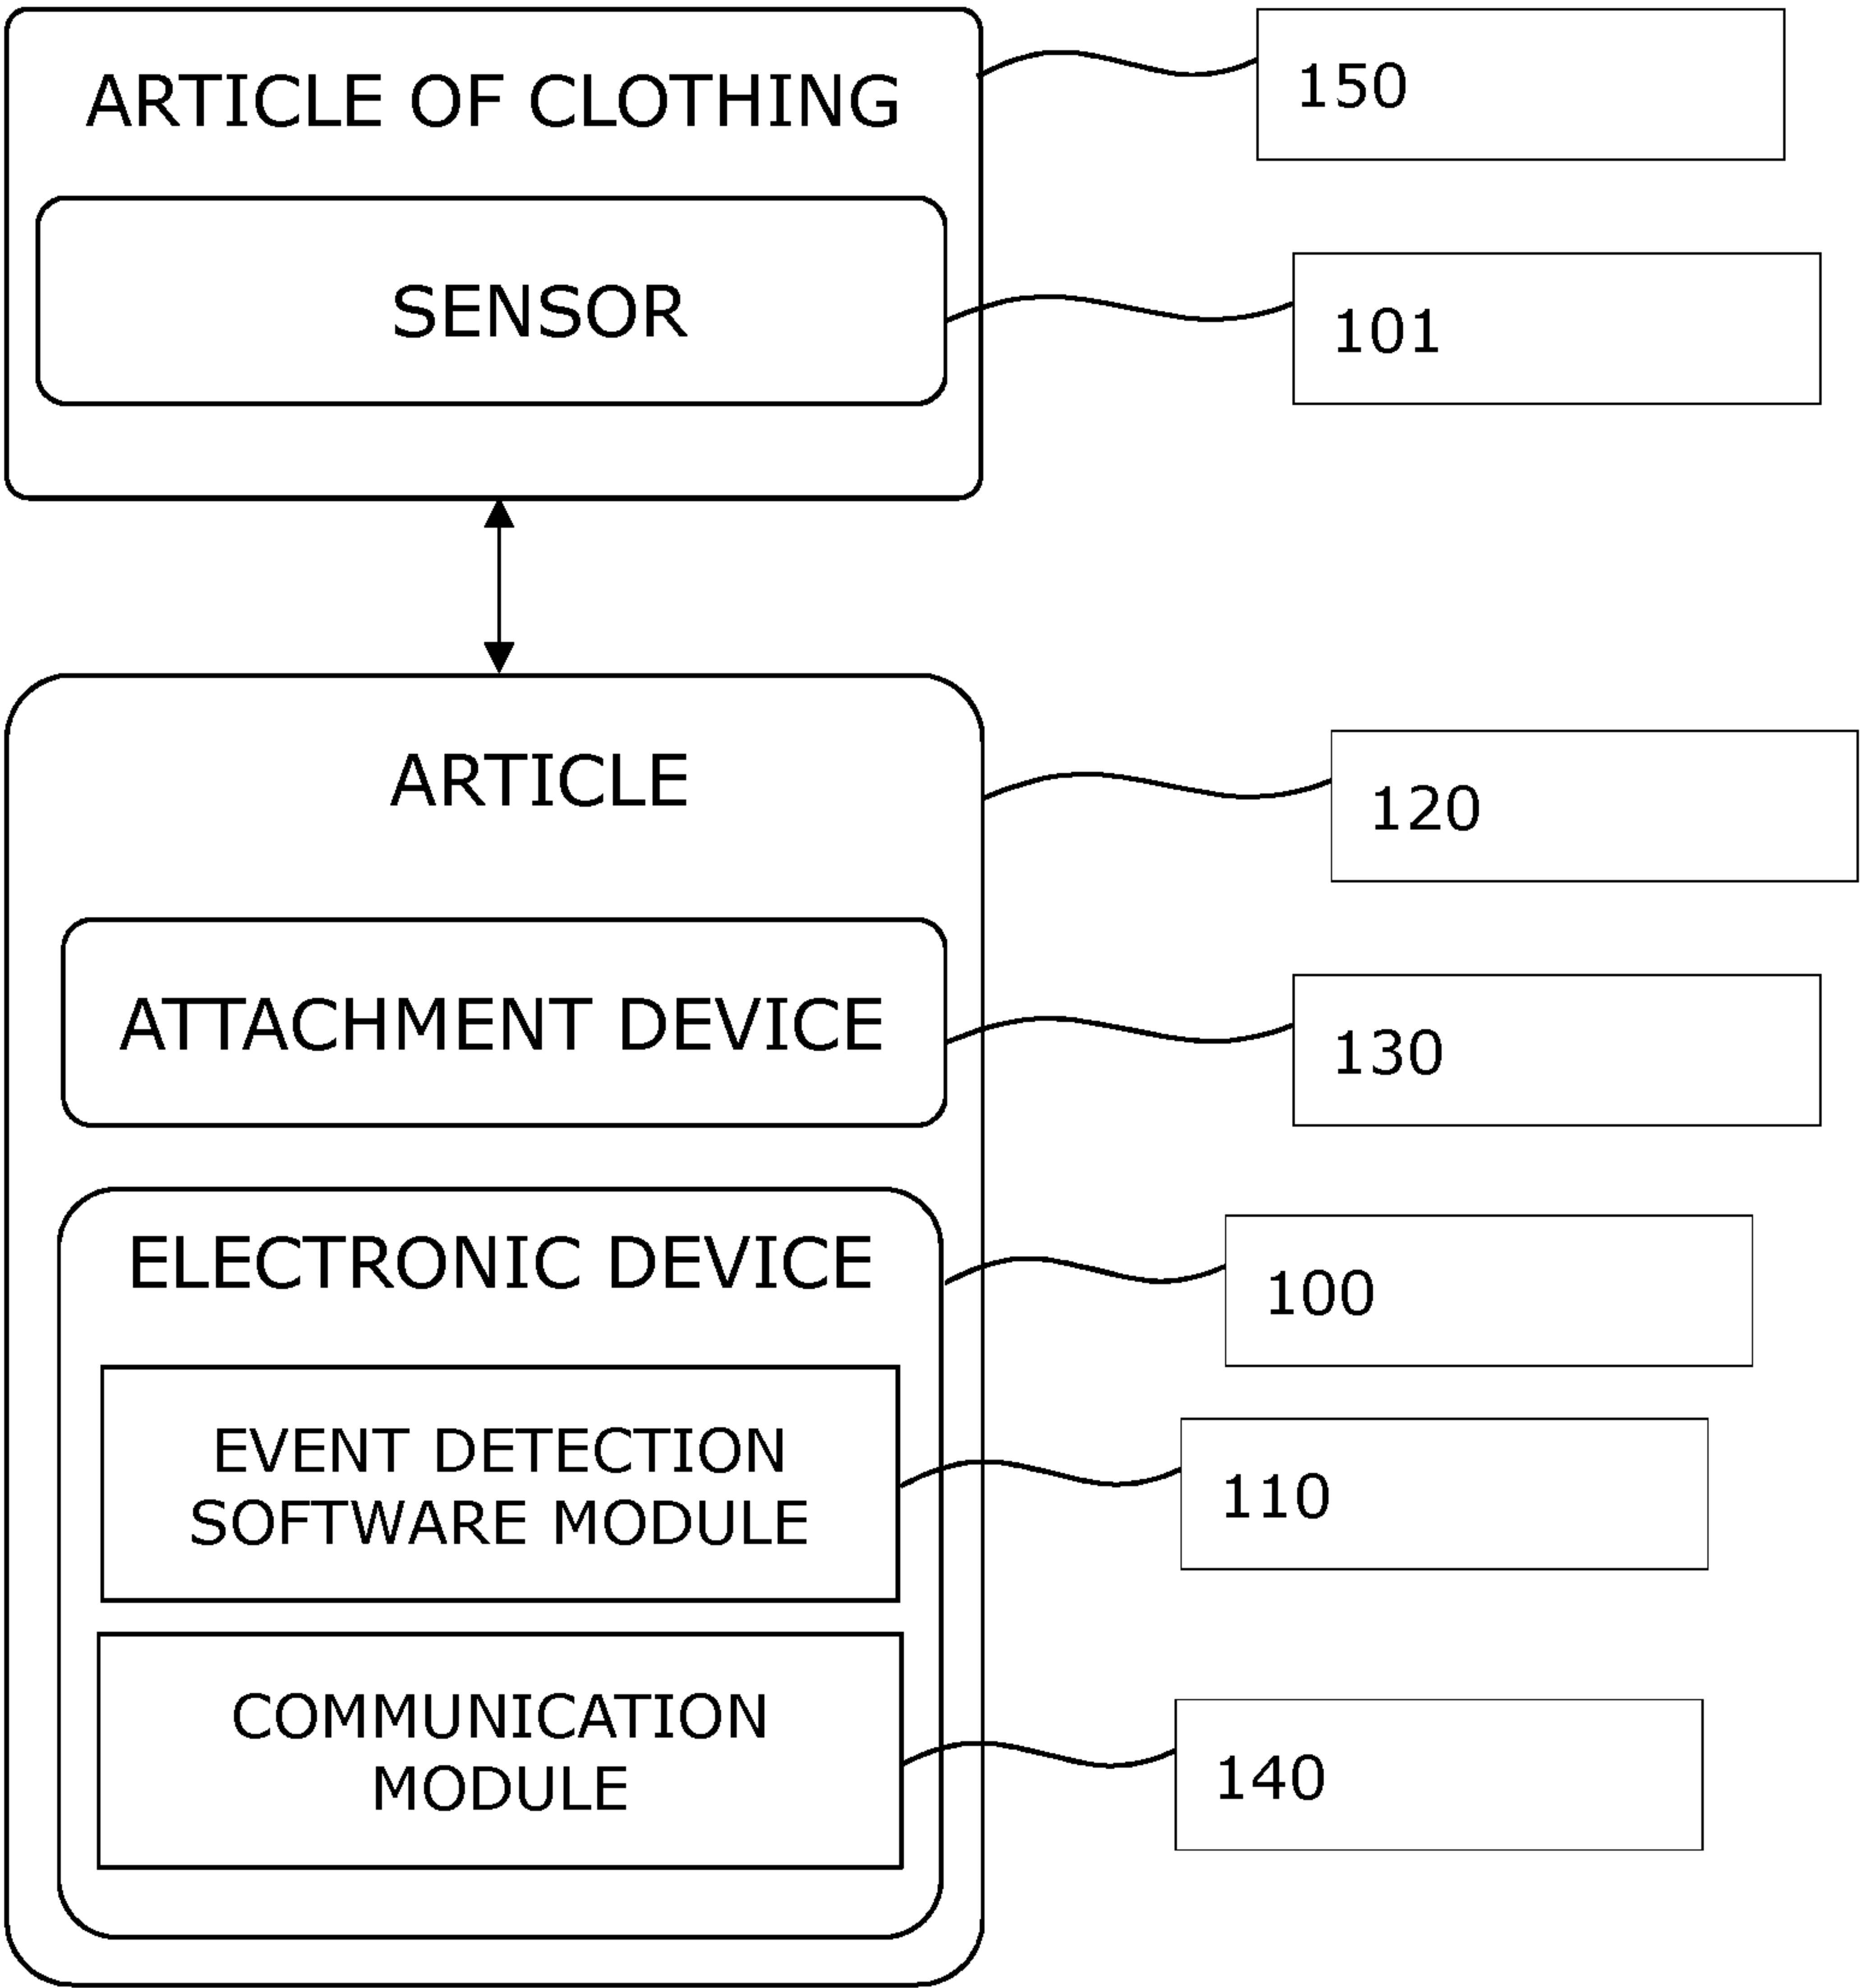 ARTICLE OF CLOTHING
150
SENSOR
101
ARTICLE
120
ATTACHMENT DEVICE
130
ELECTRONIC DEVICE
100
EVENT DETECTION
SOFTWARE MODULE
110
COMMUNICATION
MODULE
140